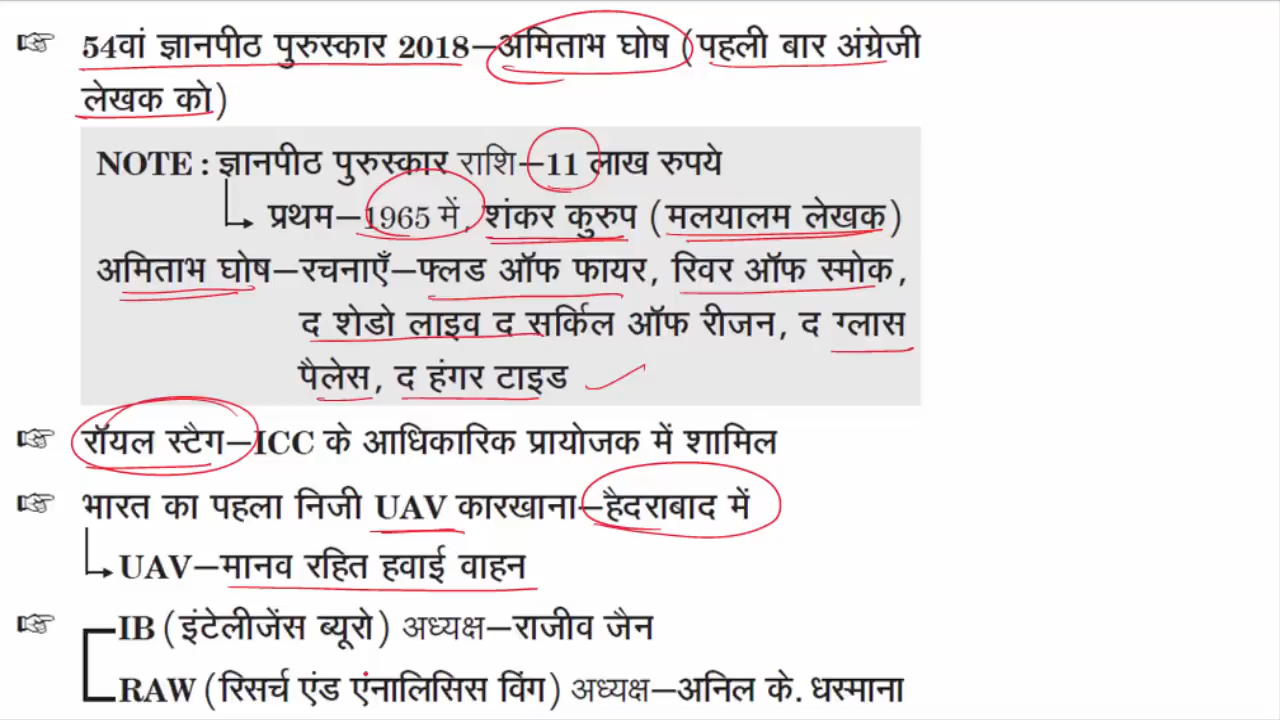 54वां ज्ञानपीठ पुरुस्कार 2018–अमिताभ घोष (पहली बार अंग्रेजी
लेखक को)
NOTE : ज्ञानपीठ पुरुस्कार राशि–11 लाख रुपये
प्रथम–1965 में, शंकर कुरुप (मलयालम लेखक)
अमिताभ घोष–रचनाएँ–फ्लड ऑफ फायर, रिवर ऑफ स्मोक,
द शेडो लाइव द सर्किल ऑफ रीजन, द ग्लास
पैलेस, द हंगर टाइड
रॉयल स्टैग–ICC के आधिकारिक प्रायोजक में शामिल
भारत का पहला निजी UAV कारखाना–हैदराबाद में
UAV–मानव रहित हवाई वाहन
IB (इंटेलीजेंस ब्यूरो) अध्यक्ष–राजीव जैन
RAW (रिसर्च एंड एंनालिसिस विंग) अध्यक्ष–अनिल के. धस्माना